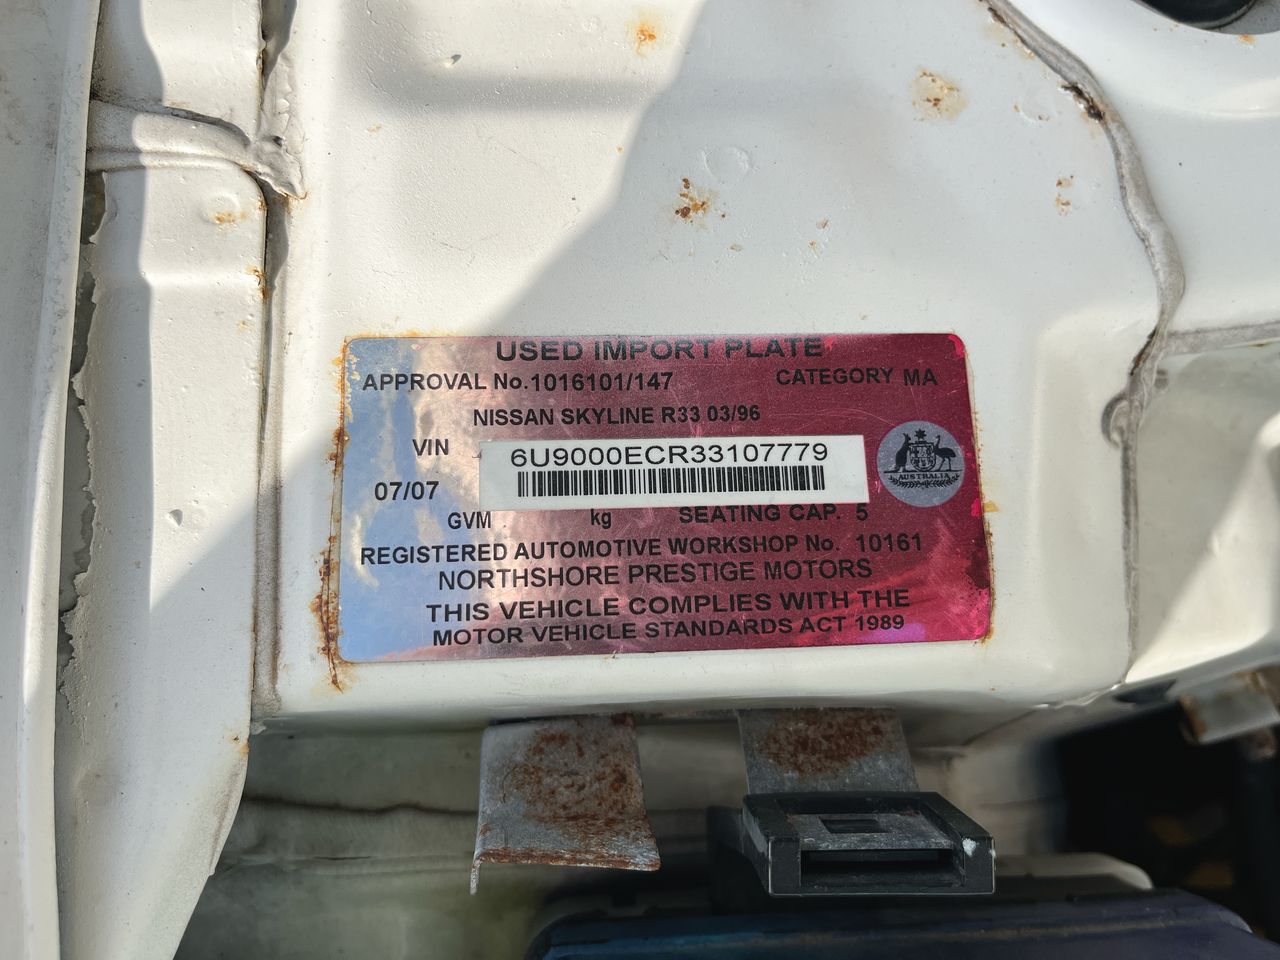 USED IMPORT PLATE
APPROVAL No.1016101/147 CATEGORY MA
NISSAN SKYLINE R33 03/96
VIN 6U9000ECR33107779
07/07
AUSTRALIA
GVM kg SEATING CAP. 5
REGISTERED AUTOMOTIVE WORKSHOP No. 10161
NORTHSHORE PRESTIGE MOTORS
THIS VEHICLE COMPLIES WITH THE
MOTOR VEHICLE STANDARDS ACT 1989